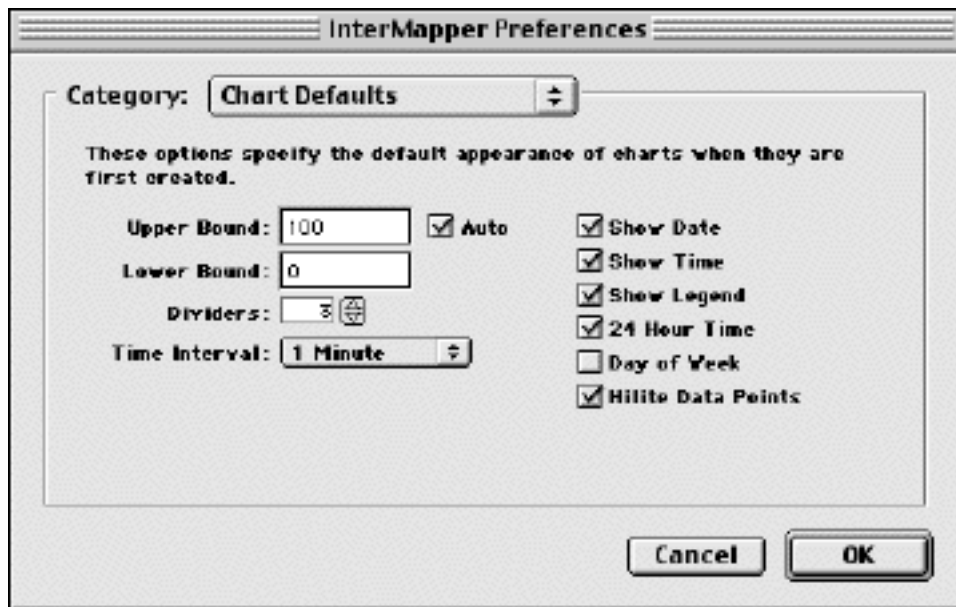 InterMapper Preferences
Category: Chart Defaults
These options specify the default appearance of charts when they are
first created.
Upper Bound: 100 Auto
Lower Bound: 0
Dividers:
Time Interval: 1 Minute
Show Date
Show Time
Show Legend
24 Hour Time
Day of Week
Hilite Data Points
Cancel OK